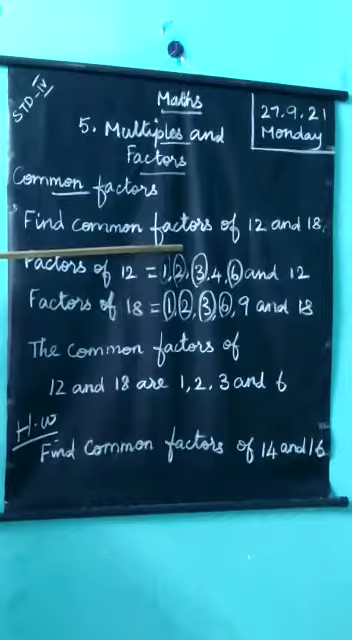 STD-IV
Maths
27.9.21
Monday
5. Multiples and
Factors
Common factors
Find common factors of 12 and 18.
Factors of 12 = 1, 2, 3, 4, 6 and 12
Factors of 18 = 1, 2, 3, 6, 9 and 18
The common factors of
12 and 18 are 1, 2, 3 and 6
H.W
Find Common factors of 14 and 16